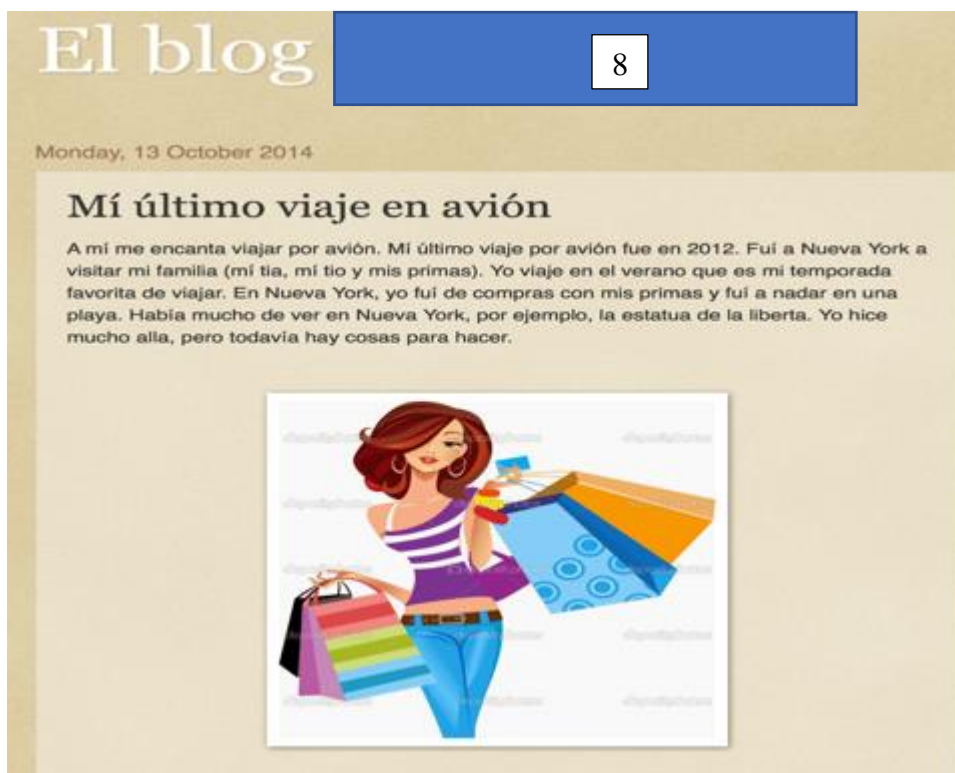 El blog
8
Monday, 13 October 2014
Mí último viaje en avión
A mí me encanta viajar por avión. Mi último viaje por avión fue en 2012. Fuí a Nueva York a
visitar mi familia (mí tia, mí tio y mis primas). Yo viaje en el verano que es mi temporada
favorita de viajar. En Nueva York, yo fuí de compras con mis primas y fuí a nadar en una
playa. Había mucho de ver en Nueva York, por ejemplo, la estatua de la liberta. Yo hice
mucho alla, pero todavía hay cosas para hacer.